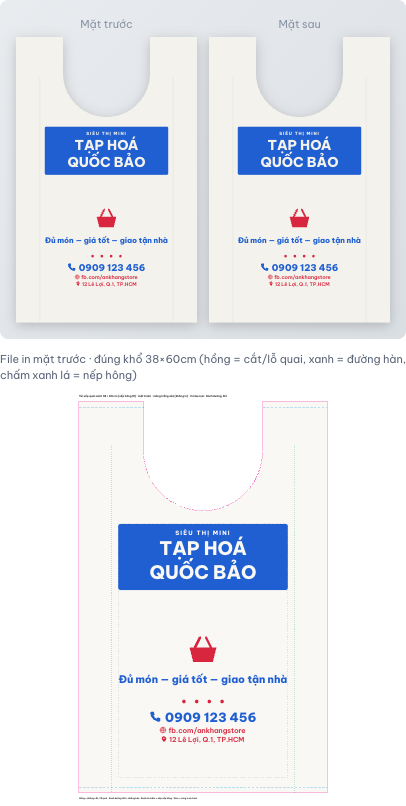 Mặt trước
Mặt sau
SIÊU THỊ MINI
TẠP HOÁ
QUỐC BẢO
Đủ món — giá tốt — giao tận nhà
0909 123 456
fb.com/ankhangstore
12 Lê Lợi, Q.1, TP.HCM
SIÊU THỊ MINI
TẠP HOÁ
QUỐC BẢO
Đủ món — giá tốt — giao tận nhà
0909 123 456
fb.com/ankhangstore
12 Lê Lợi, Q.1, TP.HCM
File in mặt trước · đúng khổ 38×60cm (hồng = cắt/lỗ quai, xanh = đường hàn,
chấm xanh lá = nếp hông)
SIÊU THỊ MINI
TẠP HOÁ
QUỐC BẢO
Đủ món — giá tốt — giao tận nhà
0909 123 456
fb.com/ankhangstore
12 Lê Lợi, Q.1, TP.HCM